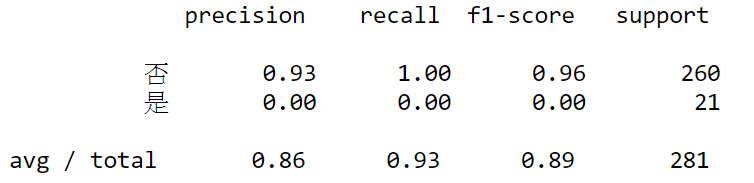 precision recall f1-score support
否 0.93 1.00 0.96 260
是 0.00 0.00 0.00 21
avg / total 0.86 0.93 0.89 281